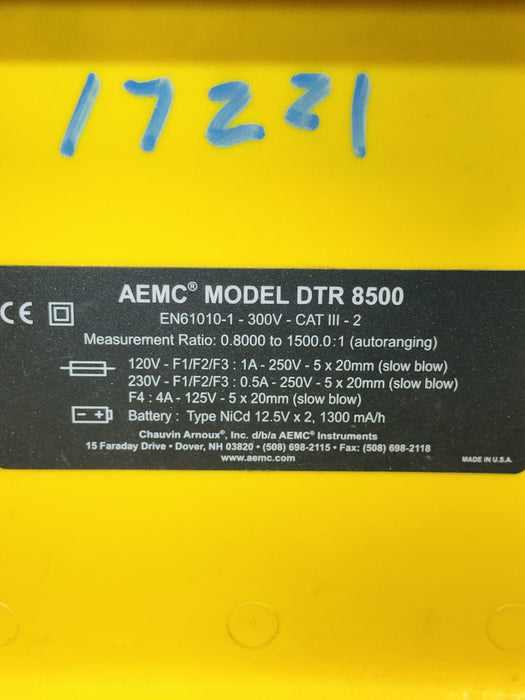 17221
AEMC® MODEL DTR 8500
EN61010-1 - 300V - CAT III - 2
CE
Measurement Ratio: 0.8000 to 1500.0:1 (autoranging)
120V - F1/F2/F3 : 1A - 250V - 5 x 20mm (slow blow)
230V - F1/F2/F3 : 0.5A - 250V - 5 x 20mm (slow blow)
F4 : 4A - 125V - 5 x 20mm (slow blow)
Battery : Type NiCd 12.5V x 2, 1300 mA/h
Chauvin Arnoux®, Inc. d/b/a AEMC® Instruments
15 Faraday Drive • Dover, NH 03820 • (508) 698-2115 • Fax: (508) 698-2118
www.aemc.com
MADE IN U.S.A.